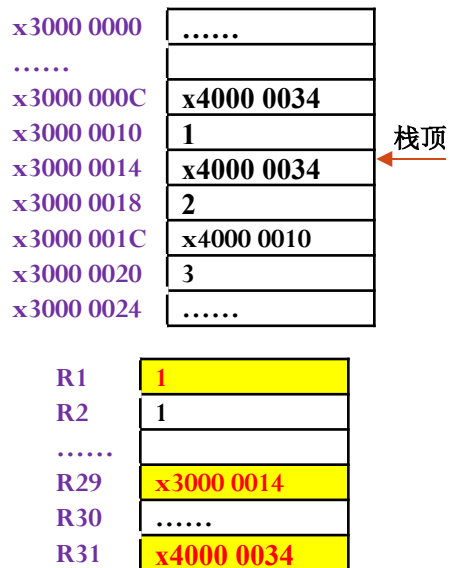 x3000 0000 ……
……
x3000 000C x4000 0034
x3000 0010 1
栈顶
x3000 0014 x4000 0034
x3000 0018 2
x3000 001C x4000 0010
x3000 0020 3
x3000 0024 ……
R1 1
R2 1
……
R29 x3000 0014
R30 ……
R31 x4000 0034